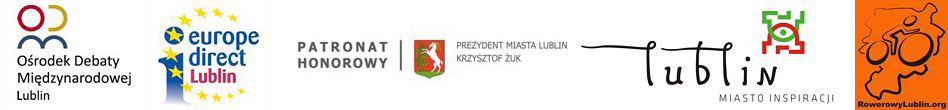 Ośrodek Debaty
Międzynarodowej
Lublin
europe
direct
Lublin
PATRONAT
HONOROWY
PREZYDENT MIASTA LUBLIN
KRZYSZTOF ŻUK
lublin
MIASTO INSPIRACJI
RowerowyLublin.org